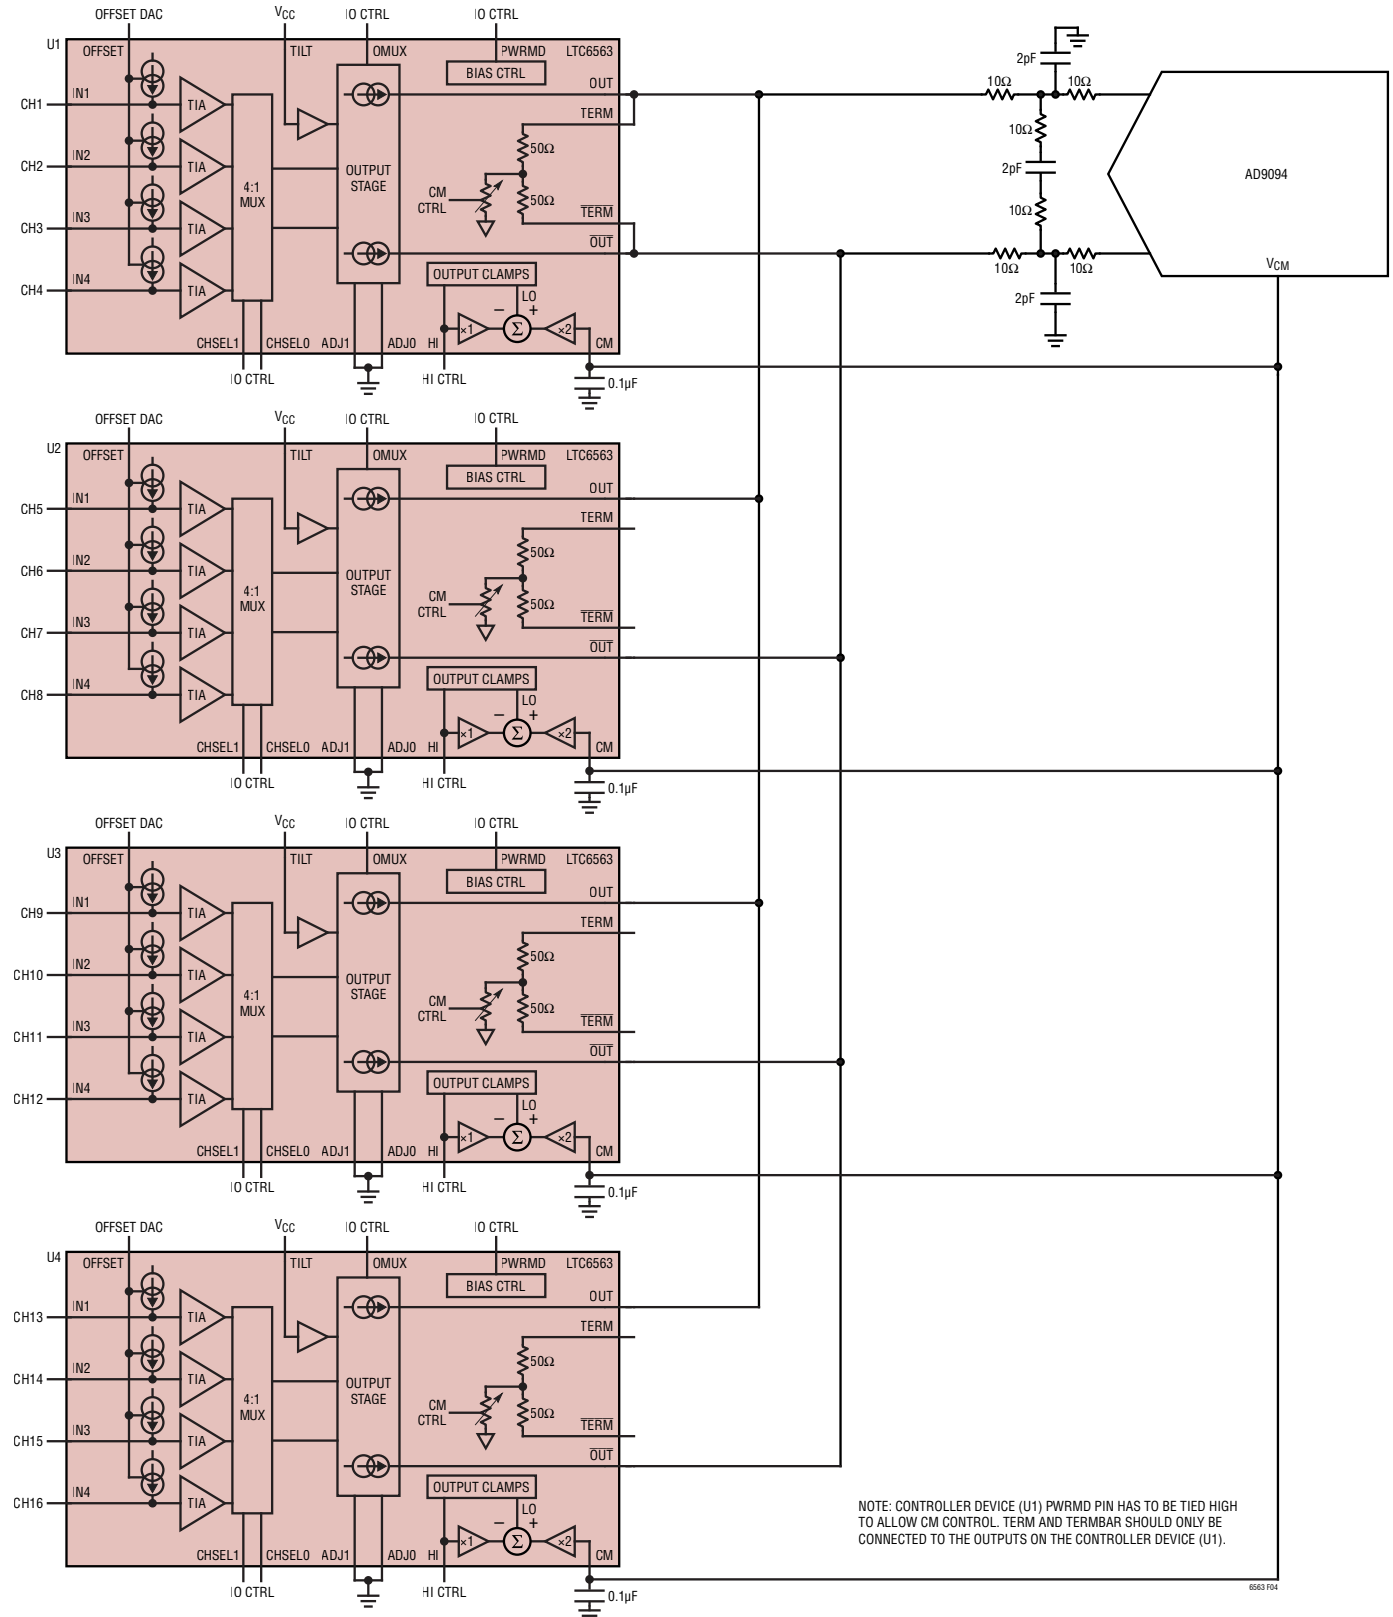 OFFSET DAC VCC IO CTRL IO CTRL
U1 OFFSET TILT OMUX PWRMD LTC6563
BIAS CTRL
2pF
OUT 10Ω 10Ω
CH1 IN1 TIA
TERM
10Ω
50Ω
CH2 IN2 TIA
4:1 MUX
OUTPUT STAGE
2pF
AD9094
CM CTRL
50Ω
10Ω
CH3 IN3 TIA
TERM
OUT
10Ω 10Ω
VCM
CH4 IN4 TIA
OUTPUT CLAMPS
LO
2pF
– +
×1 Σ ×2
CHSEL1 CHSEL0 ADJ1 ADJ0 HI CM
IO CTRL HI CTRL 0.1µF
OFFSET DAC VCC IO CTRL IO CTRL
U2 OFFSET TILT OMUX PWRMD LTC6563
BIAS CTRL
OUT
CH5 IN1 TIA
TERM
50Ω
CH6 IN2 TIA
4:1 MUX
OUTPUT STAGE
CM CTRL
50Ω
CH7 IN3 TIA
TERM
OUT
CH8 IN4 TIA
OUTPUT CLAMPS
LO
– +
×1 Σ ×2
CHSEL1 CHSEL0 ADJ1 ADJ0 HI CM
IO CTRL HI CTRL 0.1µF
OFFSET DAC VCC IO CTRL IO CTRL
U3 OFFSET TILT OMUX PWRMD LTC6563
BIAS CTRL
OUT
CH9 IN1 TIA
TERM
50Ω
CH10 IN2 TIA
4:1 MUX
OUTPUT STAGE
CM CTRL
50Ω
CH11 IN3 TIA
TERM
OUT
CH12 IN4 TIA
OUTPUT CLAMPS
LO
– +
×1 Σ ×2
CHSEL1 CHSEL0 ADJ1 ADJ0 HI CM
IO CTRL HI CTRL 0.1µF
OFFSET DAC VCC IO CTRL IO CTRL
U4 OFFSET TILT OMUX PWRMD LTC6563
BIAS CTRL
OUT
CH13 IN1 TIA
TERM
50Ω
CH14 IN2 TIA
4:1 MUX
OUTPUT STAGE
CM CTRL
50Ω
CH15 IN3 TIA
TERM
OUT
CH16 IN4 TIA
OUTPUT CLAMPS
LO
– +
×1 Σ ×2
CHSEL1 CHSEL0 ADJ1 ADJ0 HI CM
IO CTRL HI CTRL 0.1µF
NOTE: CONTROLLER DEVICE (U1) PWRMD PIN HAS TO BE TIED HIGH
TO ALLOW CM CONTROL. TERM AND TERMBAR SHOULD ONLY BE
CONNECTED TO THE OUTPUTS ON THE CONTROLLER DEVICE (U1).
6563 F04